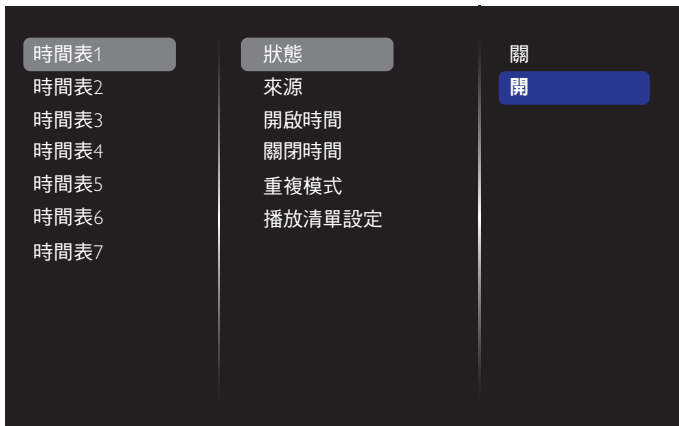 時間表1
時間表2
時間表3
時間表4
時間表5
時間表6
時間表7
狀態
來源
開啟時間
關閉時間
重複模式
播放清單設定
關
開